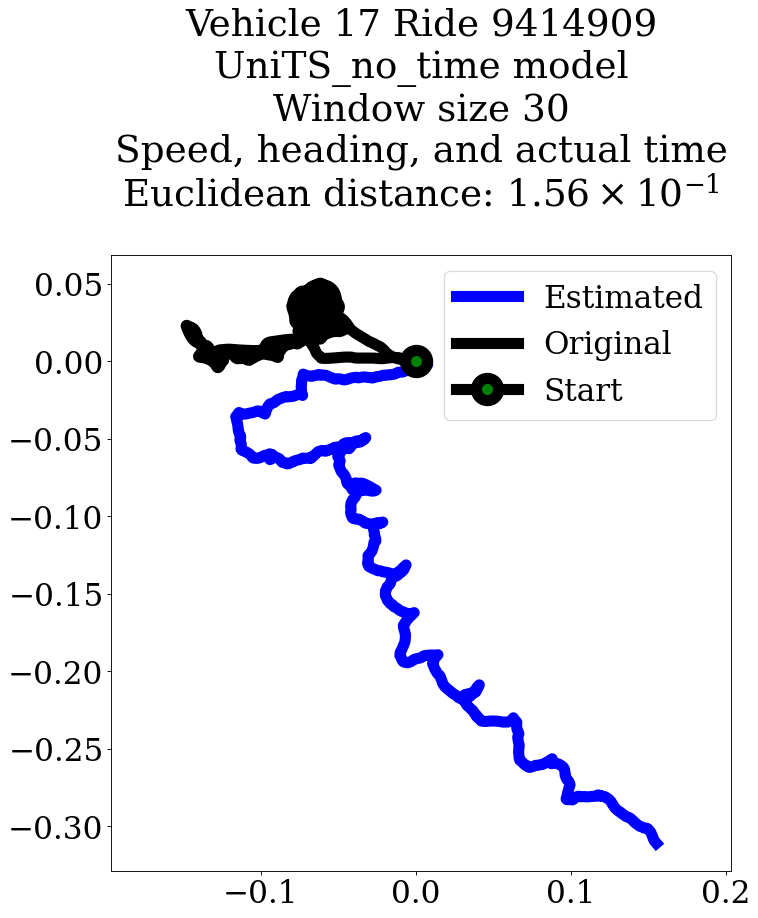 Vehicle 17 Ride 9414909
UniTS_no_time model
Window size 30
Speed, heading, and actual time
Euclidean distance: 1.56 × 10⁻¹
Estimated
Original
Start
0.05
0.00
−0.05
−0.10
−0.15
−0.20
−0.25
−0.30
−0.1 0.0 0.1 0.2